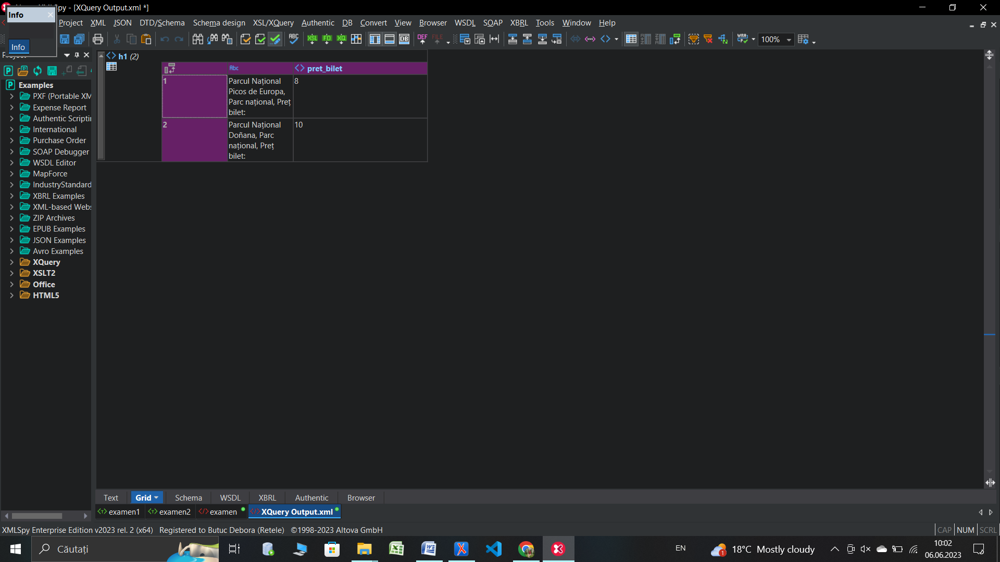 Spy - [XQuery Output.xml *]
Info
Info
Project XML JSON DTD/Schema Schema design XSL/XQuery Authentic DB Convert View Browser WSDL SOAP XBRL Tools Window Help
100%
Examples
PXF (Portable XM
Expense Report
Authentic Scripti
International
Purchase Order
SOAP Debugger
WSDL Editor
MapForce
IndustryStandard
XBRL Examples
XML-based Webs
ZIP Archives
EPUB Examples
JSON Examples
Avro Examples
XQuery
XSLT2
Office
HTML5
h1 (2)
Abc pret_bilet
1 Parcul Național 8
Picos de Europa,
Parc național, Preț
bilet:
2 Parcul Național 10
Doñana, Parc
național, Preț
bilet:
Text Grid Schema WSDL XBRL Authentic Browser
examen1 examen2 examen XQuery Output.xml
XMLSpy Enterprise Edition v2023 rel. 2 (x64) Registered to Butuc Debora (Retele) ©1998-2023 Altova GmbH
CAP NUM SCRL
Căutați
EN
18°C Mostly cloudy
10:02
06.06.2023